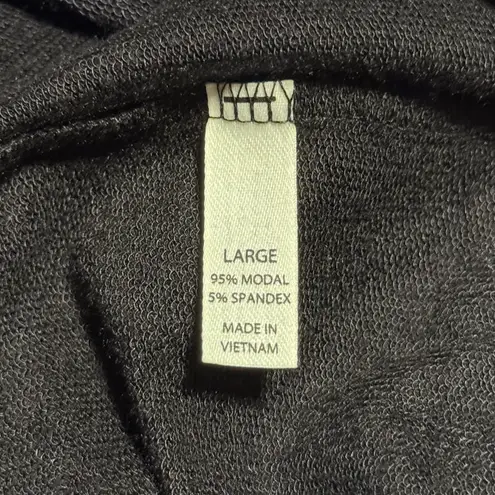 LARGE
95% MODAL
5% SPANDEX
MADE IN
VIETNAM